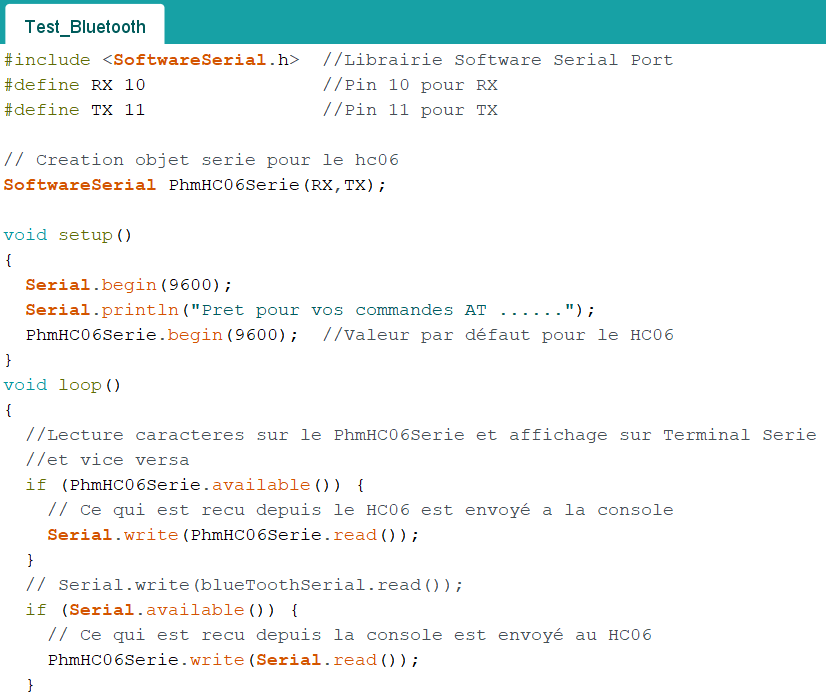 Test_Bluetooth
#include <SoftwareSerial.h>  //Librairie Software Serial Port
#define RX 10                //Pin 10 pour RX
#define TX 11                //Pin 11 pour TX
// Creation objet serie pour le hc06
SoftwareSerial PhmHC06Serie(RX,TX);
void setup()
{
  Serial.begin(9600);
  Serial.println("Pret pour vos commandes AT ......");
  PhmHC06Serie.begin(9600);  //Valeur par défaut pour le HC06
}
void loop()
{
  //Lecture caracteres sur le PhmHC06Serie et affichage sur Terminal Serie
  //et vice versa
  if (PhmHC06Serie.available()) {
    // Ce qui est recu depuis le HC06 est envoyé a la console
    Serial.write(PhmHC06Serie.read());
  }
  // Serial.write(blueToothSerial.read());
  if (Serial.available()) {
    // Ce qui est recu depuis la console est envoyé au HC06
    PhmHC06Serie.write(Serial.read());
  }